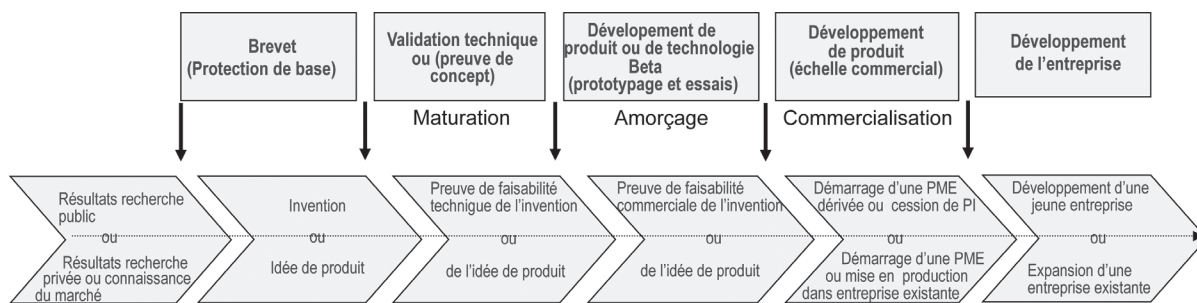 Brevet
(Protection de base)
Validation technique
ou (preuve de
concept)
Dévelopement de
produit ou de technologie
Beta
(prototypage et essais)
Développement
de produit
(échelle commercial)
Développement
de l'entreprise
Maturation
Amorçage
Commercialisation
Résultats recherche
public
ou
Résultats recherche
privée ou connaissance
du marché
Invention
ou
Idée de produit
Preuve de faisabilité
technigue de l'invention
ou
de l'idée de produit
Preuve de faisabilité
commerciale de l'invention
ou
de l'idée de produit
Démarrage d'une PME
dérivée ou cession de PI
ou
Démarrage d'une PME
ou mise en production
dans entreprise existante
Développement d'une
jeune entreprise
ou
Expansion d'une
entreprise existante